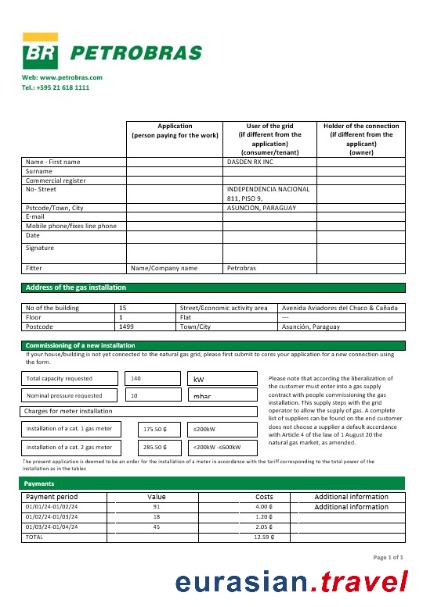 BR PETROBRAS
Web: www.petrobras.com
Tel.: +595 21 618 1111
Application
(person paying for the work)
User of the grid
(if different from the
application)
(consumer/tenant)
Holder of the connection
(if different from the
applicant)
(owner)
Name - First name
DASDEN RX INC
Surname
Commercial register
No- Street
INDEPENDENCIA NACIONAL
811, PISO 9,
Pstcode/Town, City
ASUNCION, PARAGUAY
E-mail
Mobile phone/fixes line phone
Date
Signature
Fitter Name/Company name Petrobras
Address of the gas installation
No of the building 15 Street/Economic activity area Avenida Aviadores del Chaco & Cañada
Floor 1 Flat ---
Postcode 1499 Town/City Asunción, Paraguay
Commissioning of a new installation
If your house/building is not yet connected to the natural gas grid, please first submit to cores your application for a new connection using
the form.
Total capacity requested 140 kW
Nominal pressure requested 10 mbar
Charges for meter installation
Installation of a cat. 1 gas meter 175.50 ₲ ≤200kW
Installation of a cat. 2 gas meter 285.50 ₲ <200kW -≤600kW
Please note that according the liberalization of
the customer must enter into a gas supply
contract with people commissioning the gas
installation. This supply steps with the grid
operator to allow the supply of gas. A complete
list of suppliers can be found on the end customer
does not choose a supplier a default accordance
with Article 4 of the law of 1 August 20 the
natural gas market, as amended.
The present application is deemed to be an order for the installation of a meter in accordance with the tariff corresponding to the total power of the
installation as in the tables
Payments
Payment period Value Costs Additional information
01/01/24-01/02/24 91 4.00 ₲ Additional information
01/02/24-01/03/24 18 1.20 ₲
01/03/24-01/04/24 45 2.05 ₲
TOTAL 12.59 ₲
Page 1 of 1
eurasian.travel